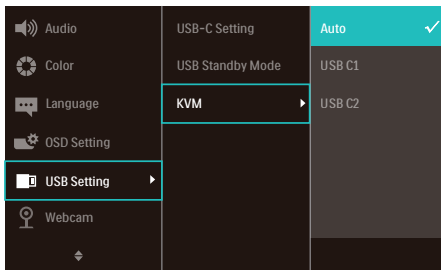 Audio
Color
Language
OSD Setting
USB Setting
Webcam
USB-C Setting
USB Standby Mode
KVM
Auto
USB C1
USB C2